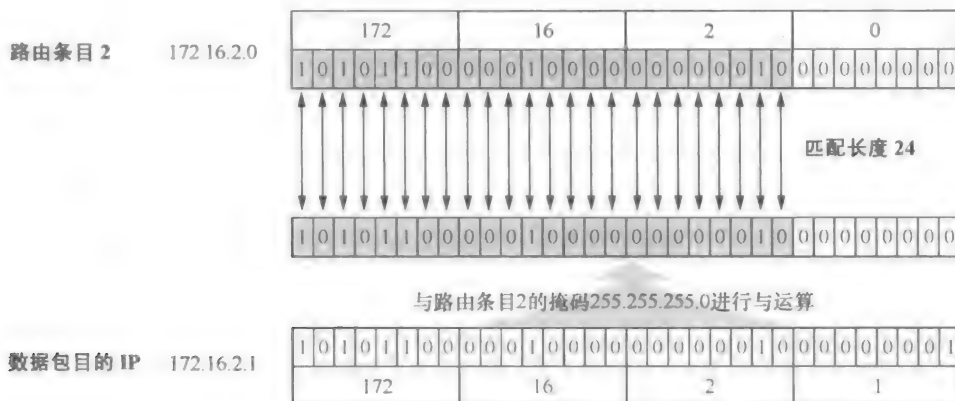 172 16 2 0
路由条目 2 172.16.2.0 1 0 1 0 1 1 0 0 0 0 0 1 0 0 0 0 0 0 0 0 0 0 1 0 0 0 0 0 0 0 0 0
匹配长度 24
1 0 1 0 1 1 0 0 0 0 0 1 0 0 0 0 0 0 0 0 0 0 1 0 0 0 0 0 0 0 0 0
与路由条目2的掩码255.255.255.0进行与运算
数据包目的 IP 172.16.2.1 1 0 1 0 1 1 0 0 0 0 0 1 0 0 0 0 0 0 0 0 0 0 1 0 0 0 0 0 0 0 0 1
172 16 2 1